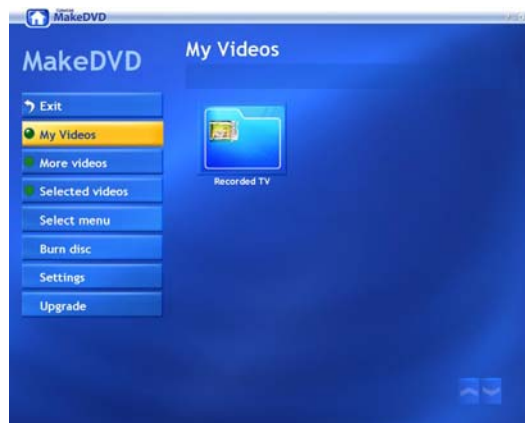 MakeDVD
MakeDVD
My Videos
Exit
My Videos
More videos
Selected videos
Select menu
Burn disc
Settings
Upgrade
Recorded TV